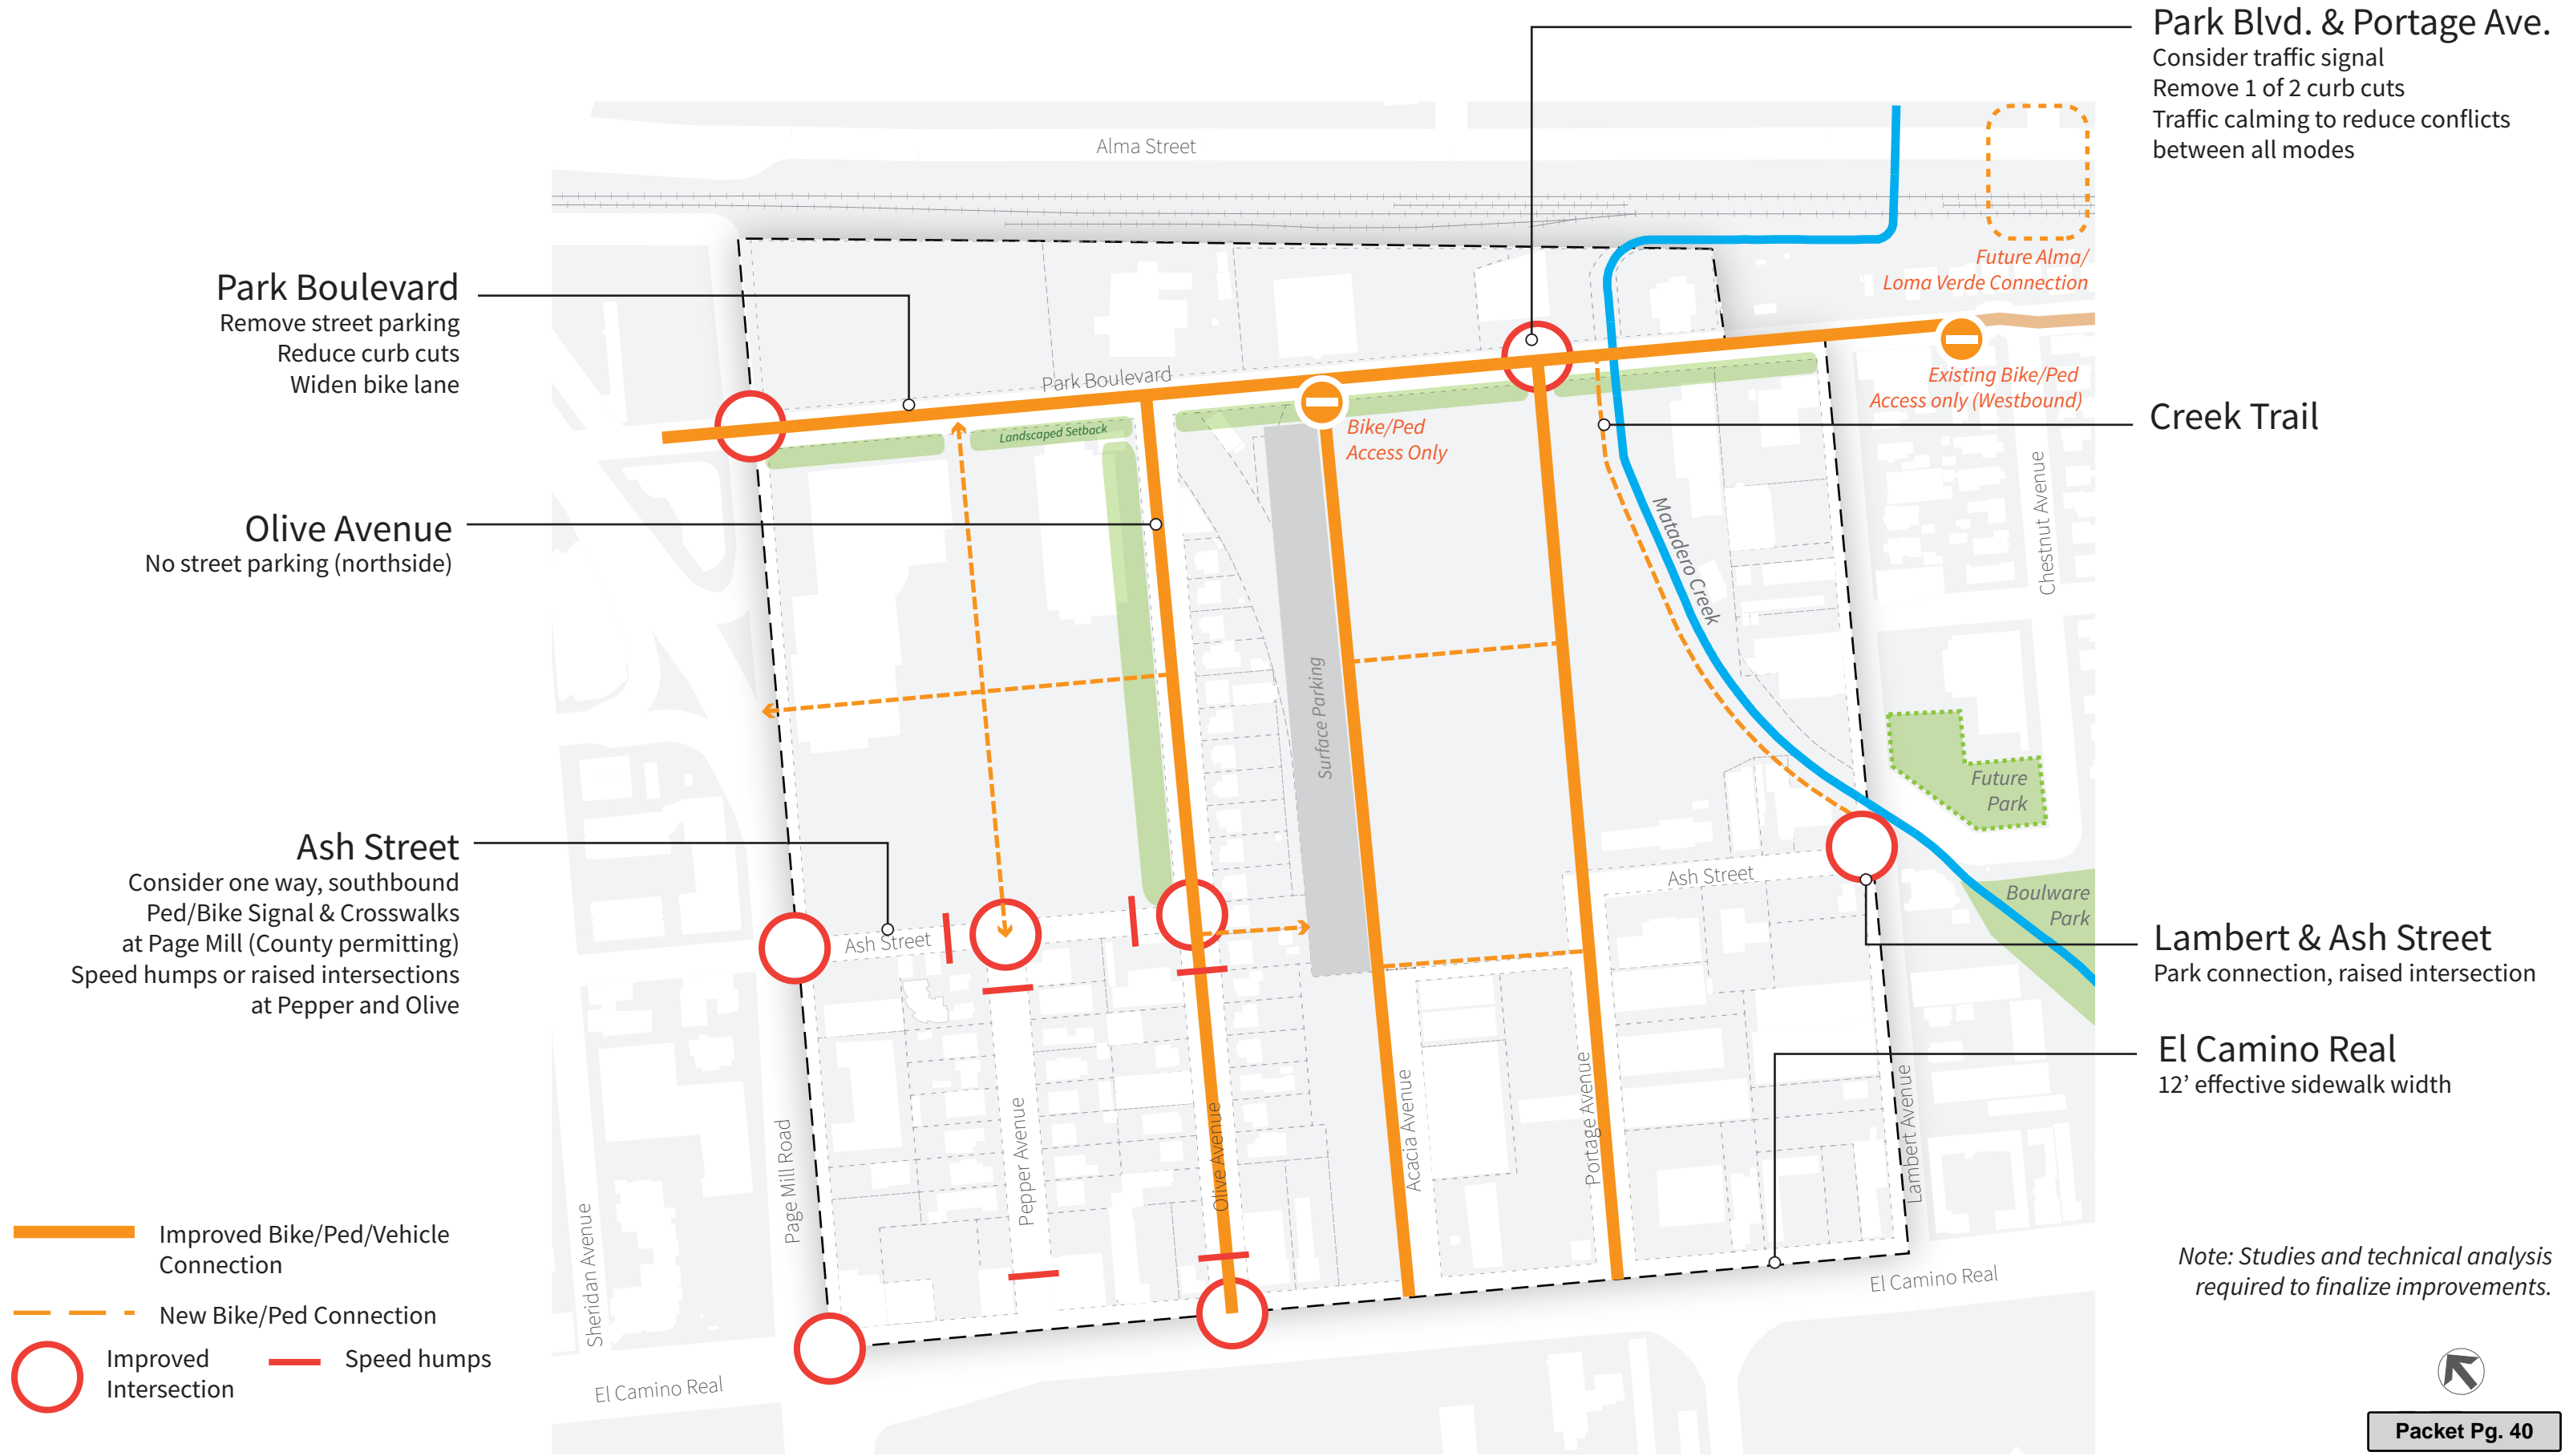 Park Blvd. & Portage Ave.
Consider traffic signal
Remove 1 of 2 curb cuts
Traffic calming to reduce conflicts
between all modes
Alma Street
Future Alma/
Loma Verde Connection
Park Boulevard
Remove street parking
Reduce curb cuts
Widen bike lane
Park Boulevard
Existing Bike/Ped
Access only (Westbound)
Landscaped Setback
Bike/Ped
Access Only
Creek Trail
Olive Avenue
No street parking (northside)
Matadero Creek
Chestnut Avenue
Surface Parking
Future
Park
Ash Street
Consider one way, southbound
Ped/Bike Signal & Crosswalks
at Page Mill (County permitting)
Speed humps or raised intersections
at Pepper and Olive
Ash Street
Ash Street
Boulware
Park
Lambert & Ash Street
Park connection, raised intersection
El Camino Real
12’ effective sidewalk width
Sheridan Avenue
Page Mill Road
Pepper Avenue
Olive Avenue
Acacia Avenue
Portage Avenue
Lambert Avenue
El Camino Real
El Camino Real
Improved Bike/Ped/Vehicle
Connection
New Bike/Ped Connection
Improved
Intersection
Speed humps
Note: Studies and technical analysis
required to finalize improvements.
Packet Pg. 40